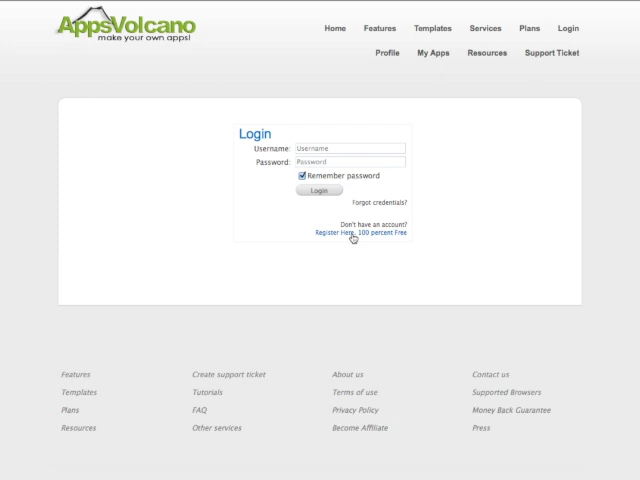 AppsVolcano
make your own apps!
Home Features Templates Services Plans Login
Profile My Apps Resources Support Ticket
Login
Username: Username
Password: Password
Remember password
Login
Forgot credentials?
Don't have an account?
Register Here, 100 percent Free
Features Create support ticket About us Contact us
Templates Tutorials Terms of use Supported Browsers
Plans FAQ Privacy Policy Money Back Guarantee
Resources Other services Become Affiliate Press